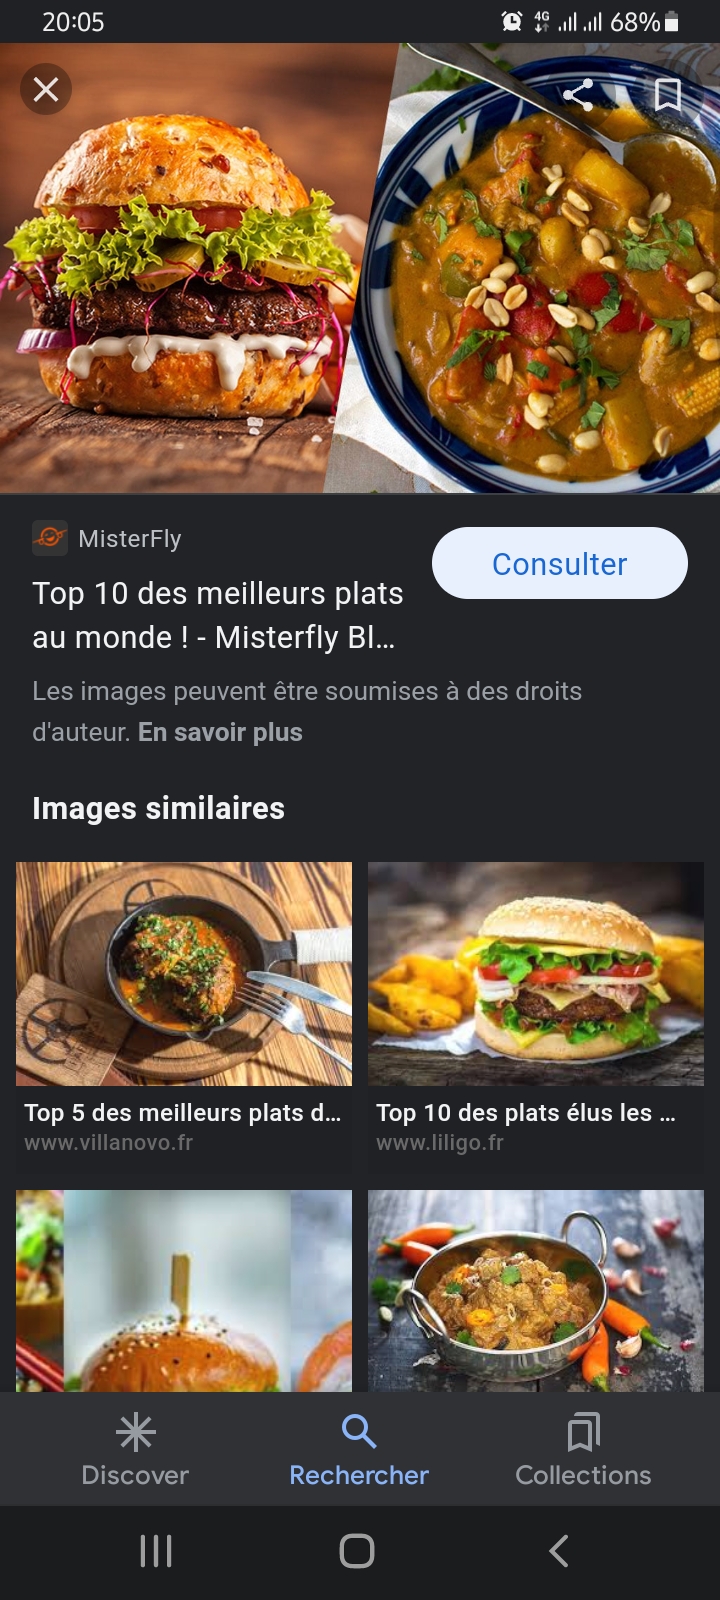 20:05
4G
68%
MisterFly
Consulter
Top 10 des meilleurs plats
au monde ! - Misterfly Bl...
Les images peuvent être soumises à des droits
d'auteur. En savoir plus
Images similaires
Top 5 des meilleurs plats d...
www.villanovo.fr
Top 10 des plats élus les ...
www.liligo.fr
Discover
Rechercher
Collections